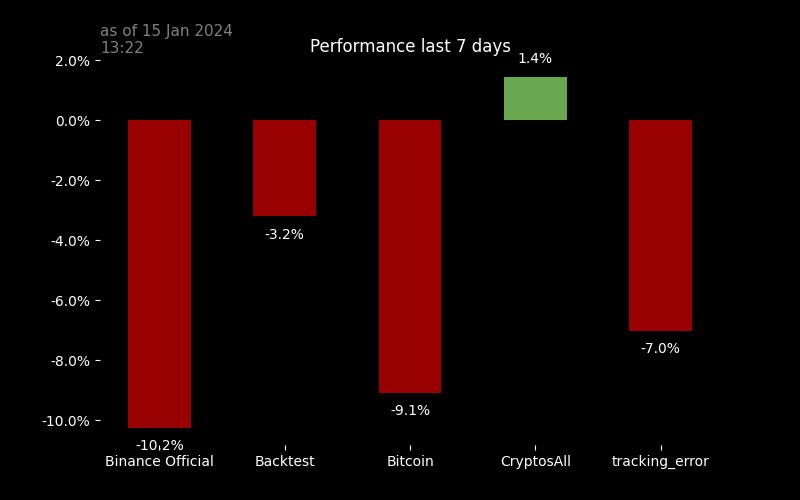 as of 15 Jan 2024
13:22
Performance last 7 days
2.0%
0.0%
-2.0%
-4.0%
-6.0%
-8.0%
-10.0%
1.4%
-3.2%
-7.0%
-9.1%
-10.2%
Binance Official
Backtest
Bitcoin
CryptosAll
tracking_error